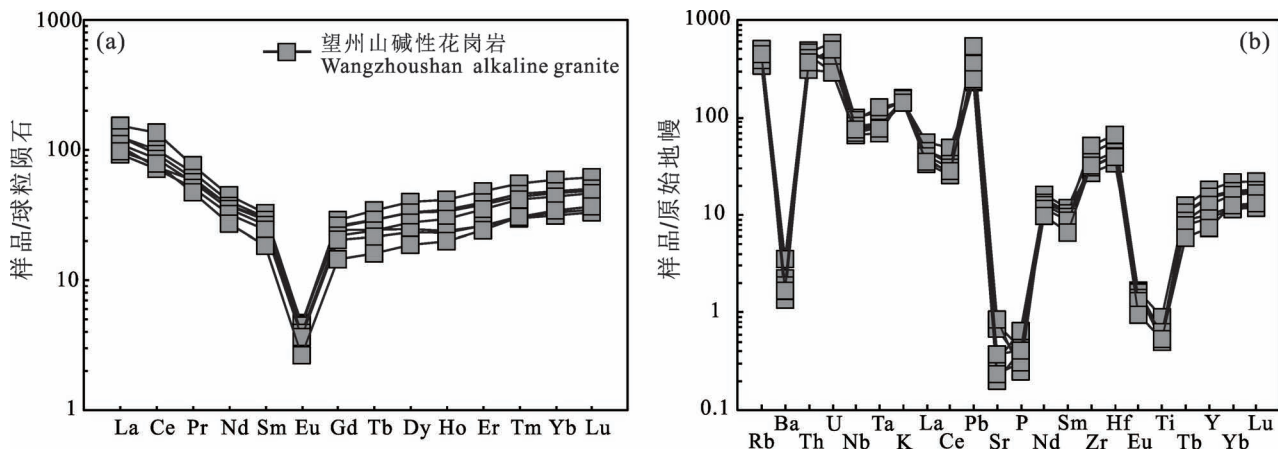 (a)
望州山碱性花岗岩
Wangzhoushan alkaline granite
样品/球粒陨石
1000
100
10
1
La Ce Pr Nd Sm Eu Gd Tb Dy Ho Er Tm Yb Lu
(b)
样品/原始地幔
1000
100
10
1
0.1
Ba U Ta La Pb P Sm Hf Ti Y Lu
Rb Th Nb K Ce Sr Nd Zr Eu Tb Yb